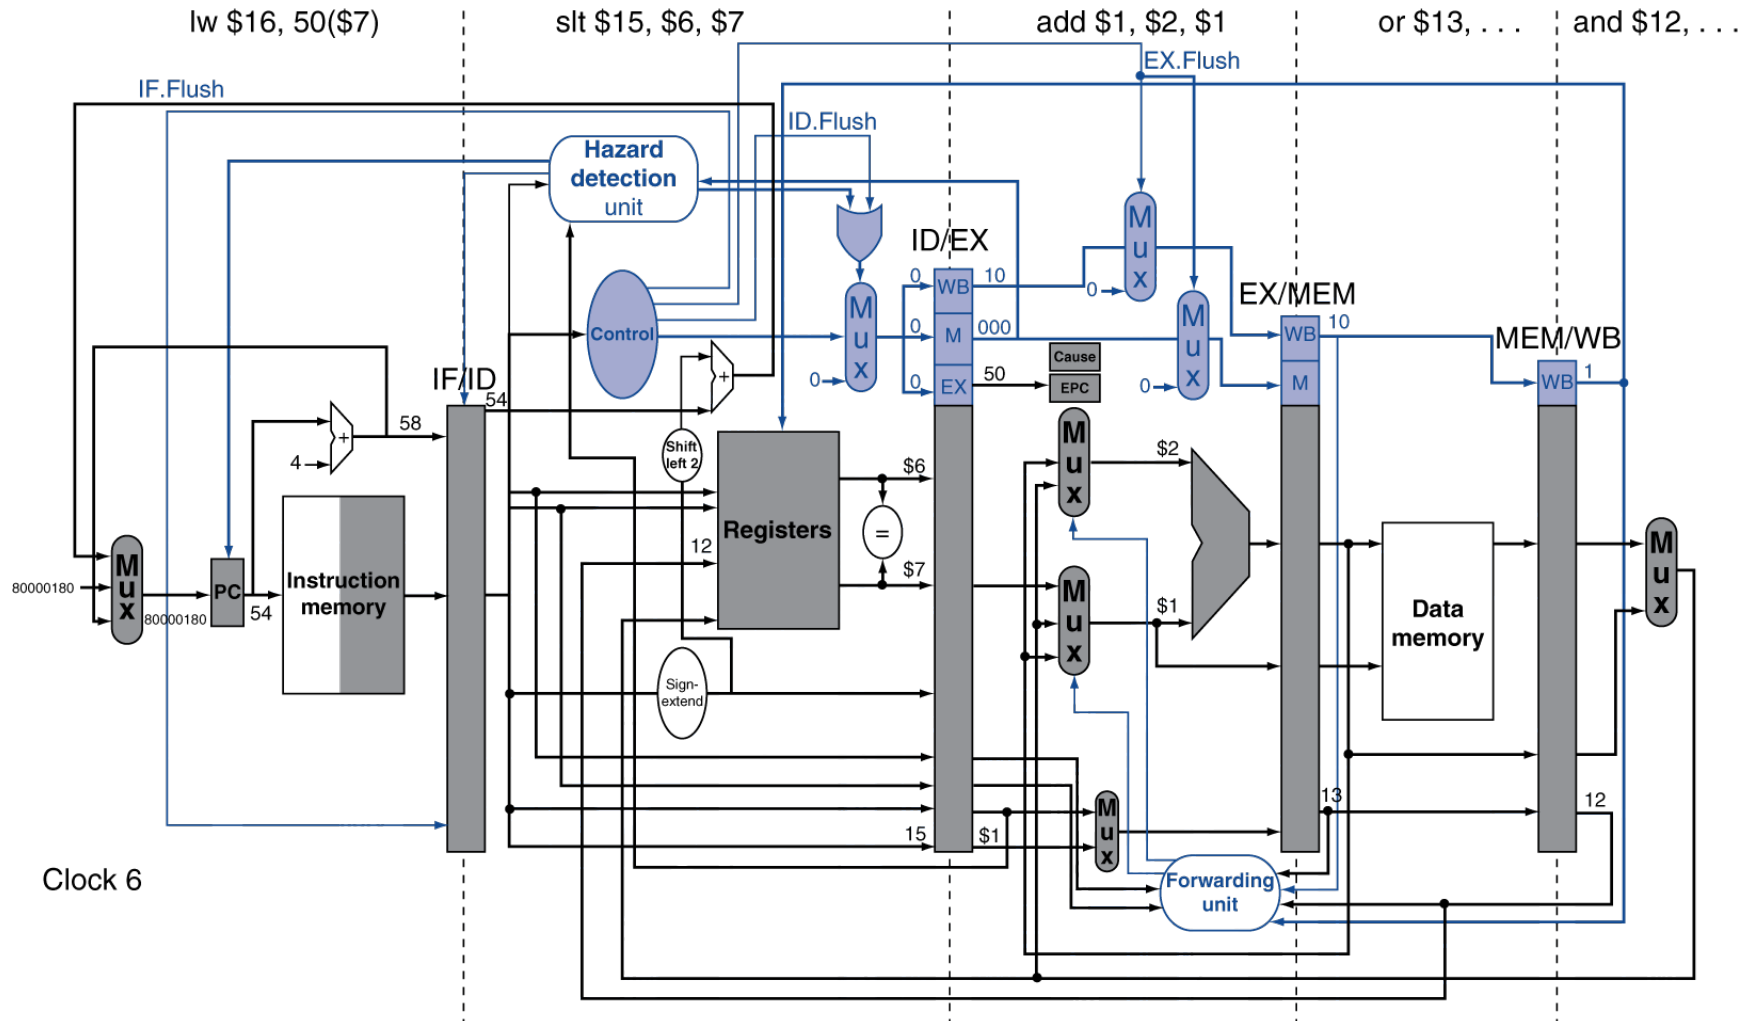 lw $16, 50($7)
slt $15, $6, $7
add $1, $2, $1
or $13, . . .
and $12, . . .
EX.Flush
IF.Flush
ID.Flush
Hazard
detection
unit
M
u
x
ID/EX
0
WB
10
0
M
000
0
EX
50
Control
M
u
x
0
0
M
u
x
0
Cause
EPC
EX/MEM
WB
10
M
MEM/WB
WB
1
IF/ID
54
+
58
+
4
Shift
left 2
Registers
$6
=
$7
12
M
u
x
$2
M
u
x
$1
M
u
x
80000180
80000180
PC
54
Instruction
memory
Data
memory
M
u
x
Sign-
extend
15
$1
M
u
x
13
12
Forwarding
unit
Clock 6